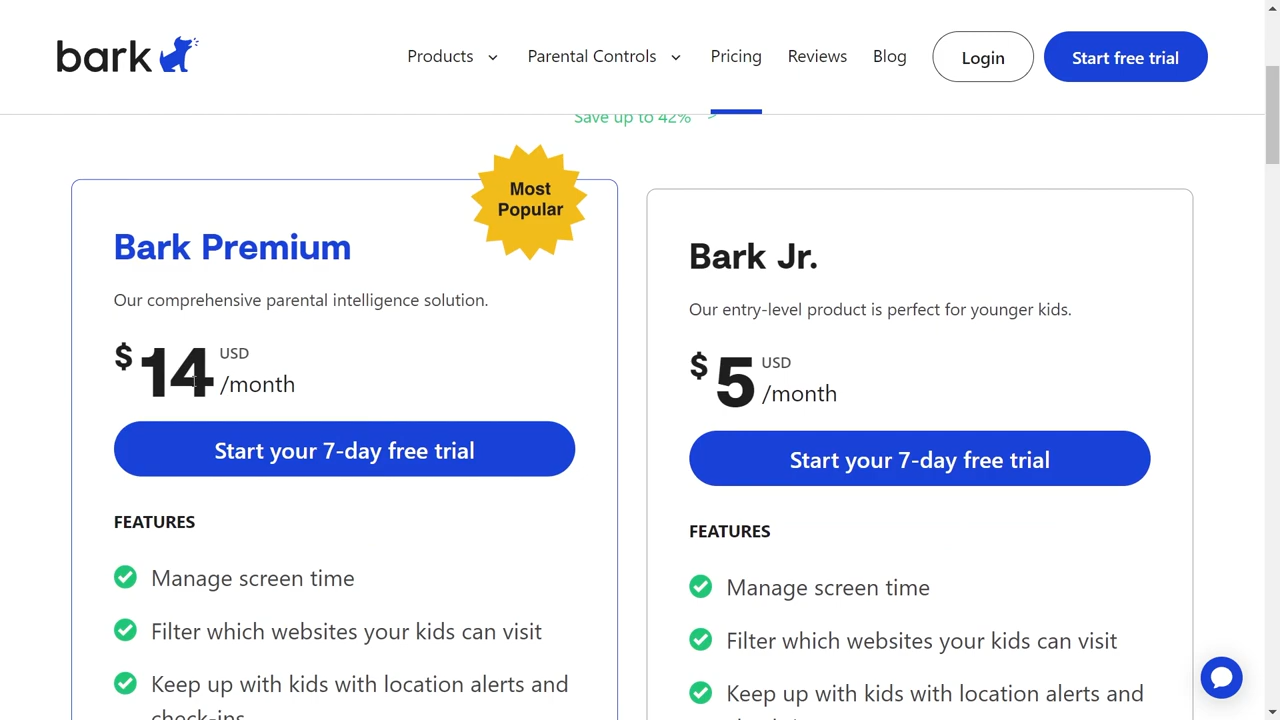 bark
Products
Parental Controls
Pricing
Reviews
Blog
Login
Start free trial
Save up to 42%
Most
Popular
Bark Premium
Our comprehensive parental intelligence solution.
$14 USD
/month
Start your 7-day free trial
FEATURES
Manage screen time
Filter which websites your kids can visit
Keep up with kids with location alerts and
check-ins
Bark Jr.
Our entry-level product is perfect for younger kids.
$5 USD
/month
Start your 7-day free trial
FEATURES
Manage screen time
Filter which websites your kids can visit
Keep up with kids with location alerts and